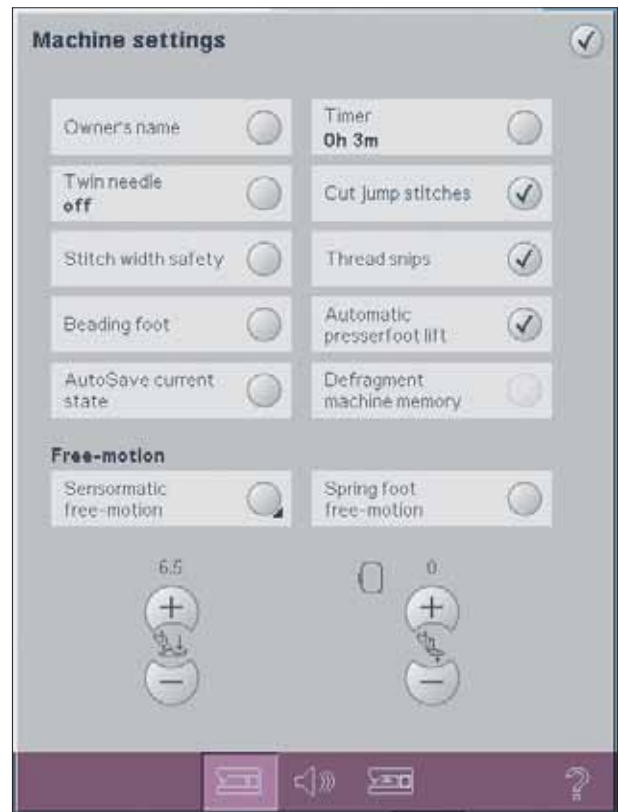 Machine settings
Owner's name
Timer
0h 3m
Twin needle
off
Cut jump stitches
Stitch width safety
Thread snips
Beading foot
Automatic
presserfoot lift
AutoSave current
state
Defragment
machine memory
Free-motion
Sensormatic
free-motion
Spring foot
free-motion
6.5
0
+
+
−
−
?